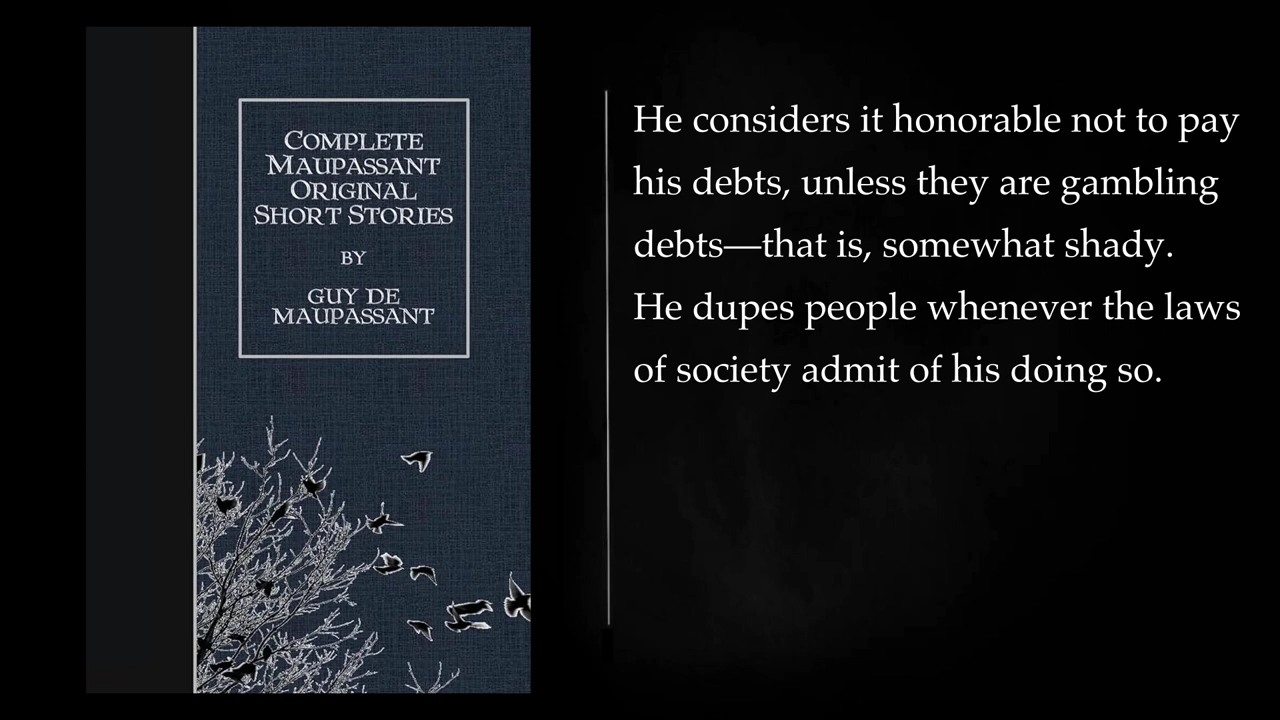 COMPLETE
MAUPASSANT
ORIGINAL
SHORT STORIES
BY
GUY DE
MAUPASSANT
He considers it honorable not to pay
his debts, unless they are gambling
debts—that is, somewhat shady.
He dupes people whenever the laws
of society admit of his doing so.